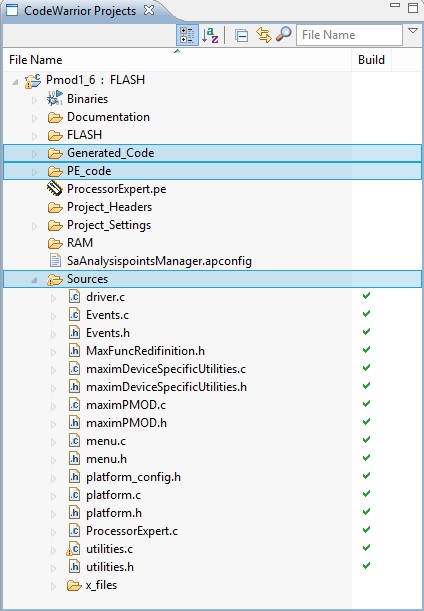 CodeWarrior Projects
File Name
File Name Build
Pmod1_6 : FLASH
Binaries
Documentation
FLASH
Generated_Code
PE_code
ProcessorExpert.pe
Project_Headers
Project_Settings
RAM
SaAnalysispointsManager.apconfig
Sources
driver.c
Events.c
Events.h
MaxFuncRedifinition.h
maximDeviceSpecificUtilities.c
maximDeviceSpecificUtilities.h
maximPMOD.c
maximPMOD.h
menu.c
menu.h
platform_config.h
platform.c
platform.h
ProcessorExpert.c
utilities.c
utilities.h
x_files